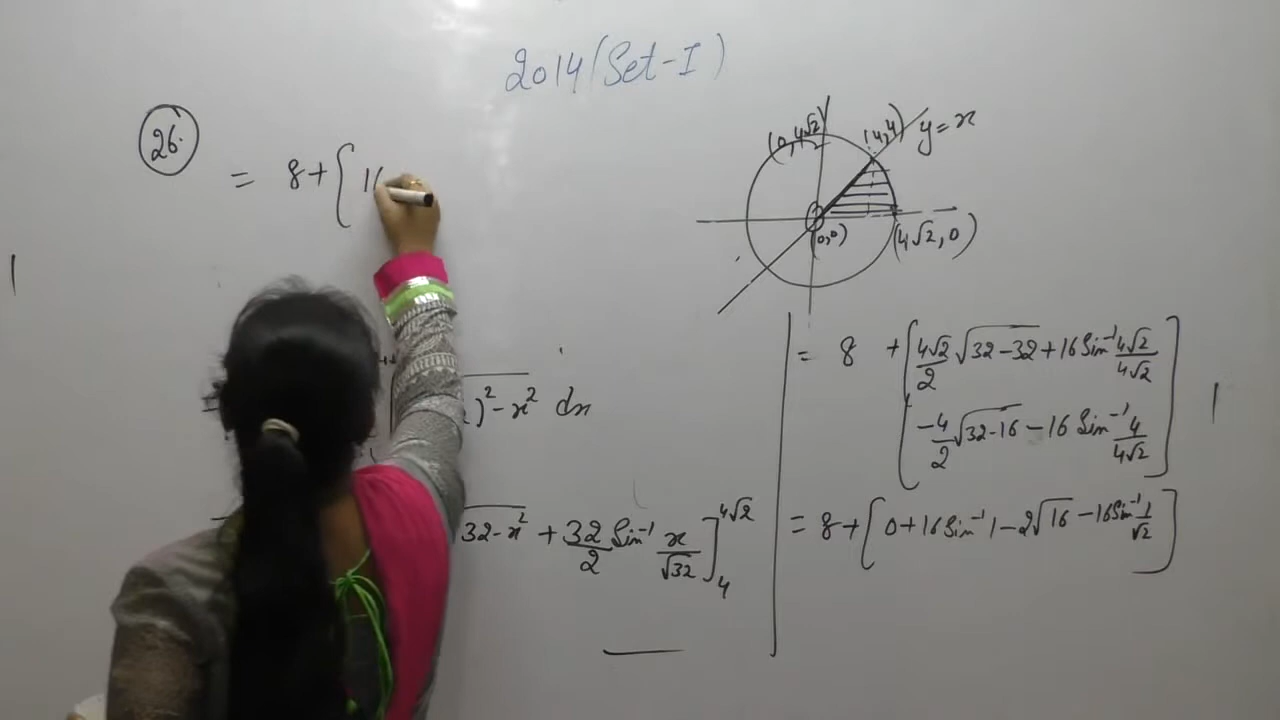 2014 (Set-I)
26.
= 8 + { 1
(0, 4√2)
(4, 4)
y = x
(0,0)
(4√2, 0)
)² - x² dx
32 - x² + 32/2 Sin⁻¹ x/√32 ]₄^4√2
= 8 + [ 4√2/2 √32-32 + 16 Sin⁻¹ 4√2/4√2
-4/2 √32-16 - 16 Sin⁻¹ 4/4√2 ]
= 8 + [ 0 + 16 Sin⁻¹ 1 - 2√16 - 16 Sin⁻¹ 1/√2 ]